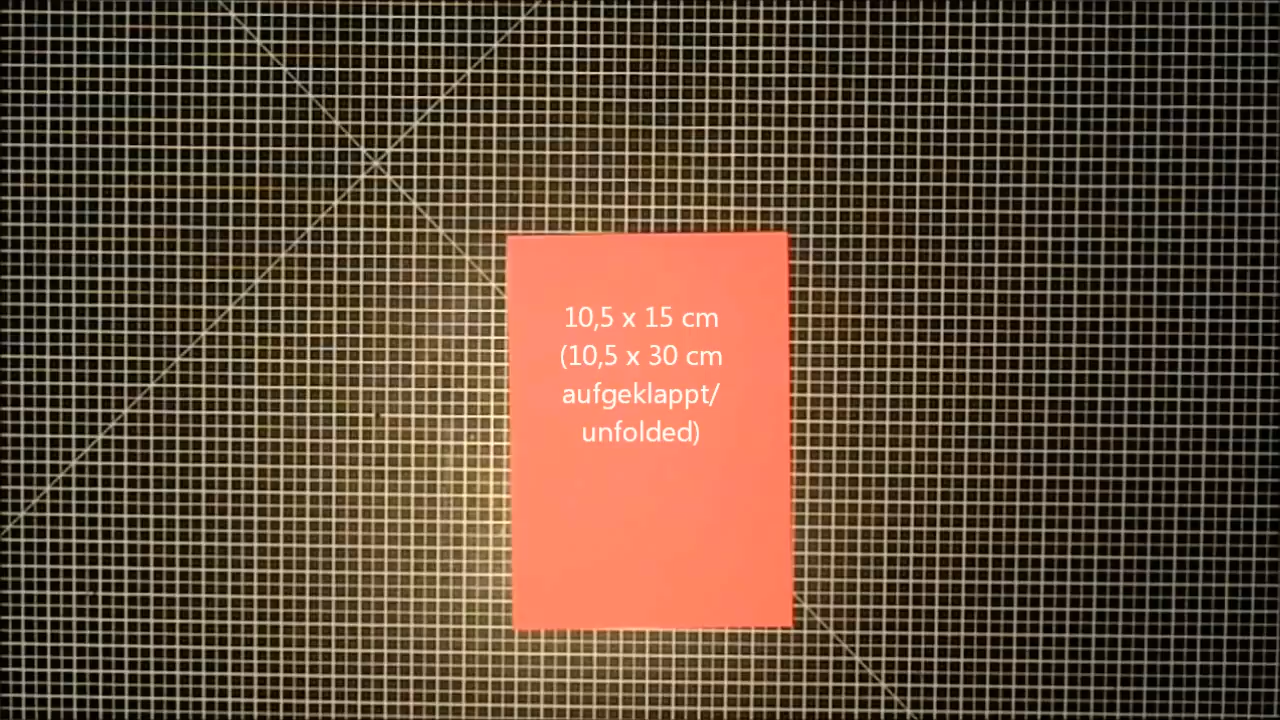 10,5 x 15 cm
(10,5 x 30 cm
aufgeklappt/
unfolded)